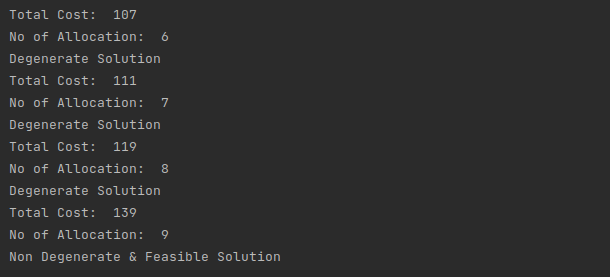 Total Cost:  107
No of Allocation:  6
Degenerate Solution
Total Cost:  111
No of Allocation:  7
Degenerate Solution
Total Cost:  119
No of Allocation:  8
Degenerate Solution
Total Cost:  139
No of Allocation:  9
Non Degenerate & Feasible Solution